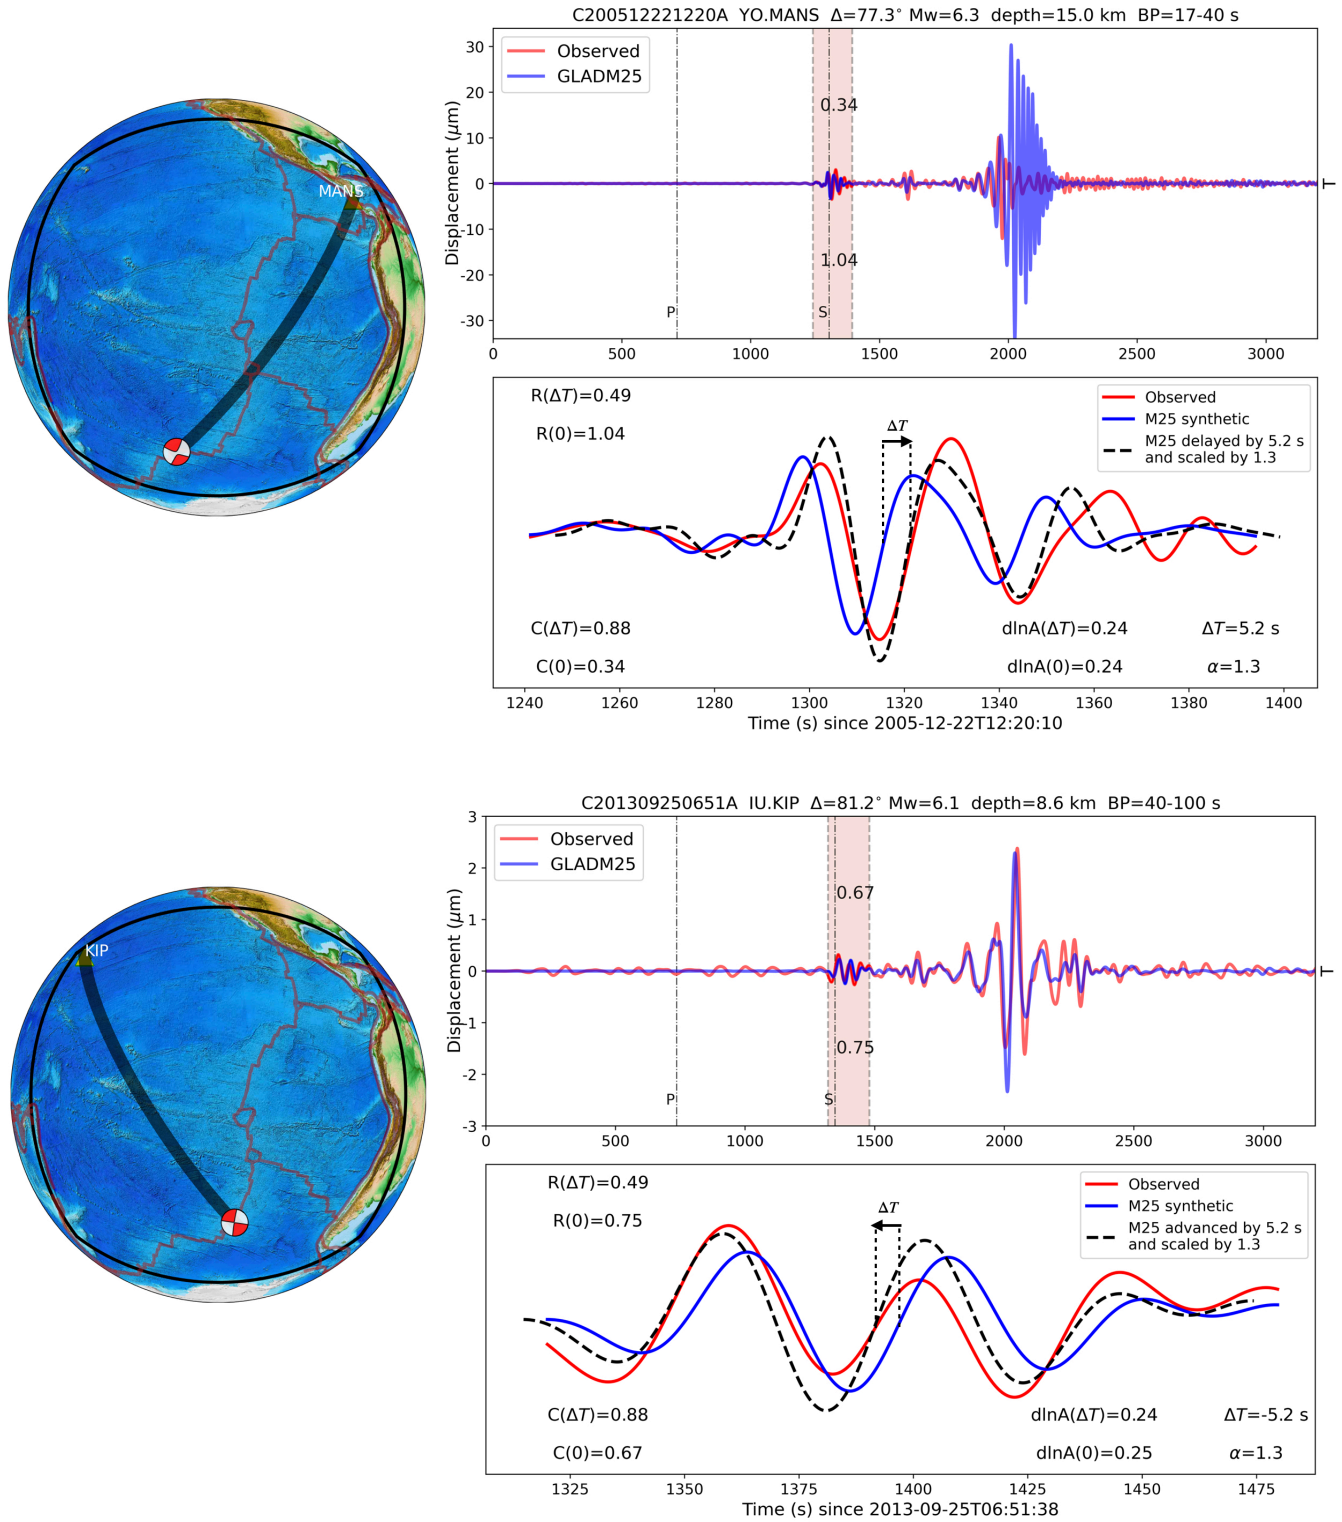 C200512221220A YO.MANS Δ=77.3° Mw=6.3 depth=15.0 km BP=17-40 s
MANS
Observed
GLADM25
Displacement (μm)
30
20
10
0
-10
-20
-30
0.34
1.04
P
S
T
0 500 1000 1500 2000 2500 3000
R(ΔT)=0.49
R(0)=1.04
ΔT
Observed
M25 synthetic
M25 delayed by 5.2 s
and scaled by 1.3
C(ΔT)=0.88
C(0)=0.34
dlnA(ΔT)=0.24
dlnA(0)=0.24
ΔT=5.2 s
α=1.3
1240 1260 1280 1300 1320 1340 1360 1380 1400
Time (s) since 2005-12-22T12:20:10
C201309250651A IU.KIP Δ=81.2° Mw=6.1 depth=8.6 km BP=40-100 s
KIP
Observed
GLADM25
Displacement (μm)
3
2
1
0
-1
-2
-3
0.67
0.75
P
S
T
0 500 1000 1500 2000 2500 3000
R(ΔT)=0.49
R(0)=0.75
ΔT
Observed
M25 synthetic
M25 advanced by 5.2 s
and scaled by 1.3
C(ΔT)=0.88
C(0)=0.67
dlnA(ΔT)=0.24
dlnA(0)=0.25
ΔT=-5.2 s
α=1.3
1325 1350 1375 1400 1425 1450 1475
Time (s) since 2013-09-25T06:51:38